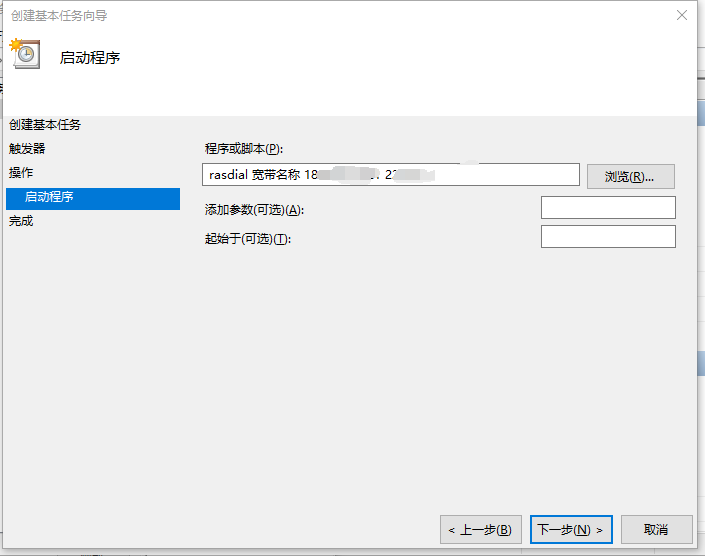 创建基本任务向导
启动程序
创建基本任务
触发器
操作
启动程序
完成
程序或脚本(P):
rasdial 宽带名称 18
浏览(R)...
添加参数(可选)(A):
起始于(可选)(T):
< 上一步(B)
下一步(N) >
取消